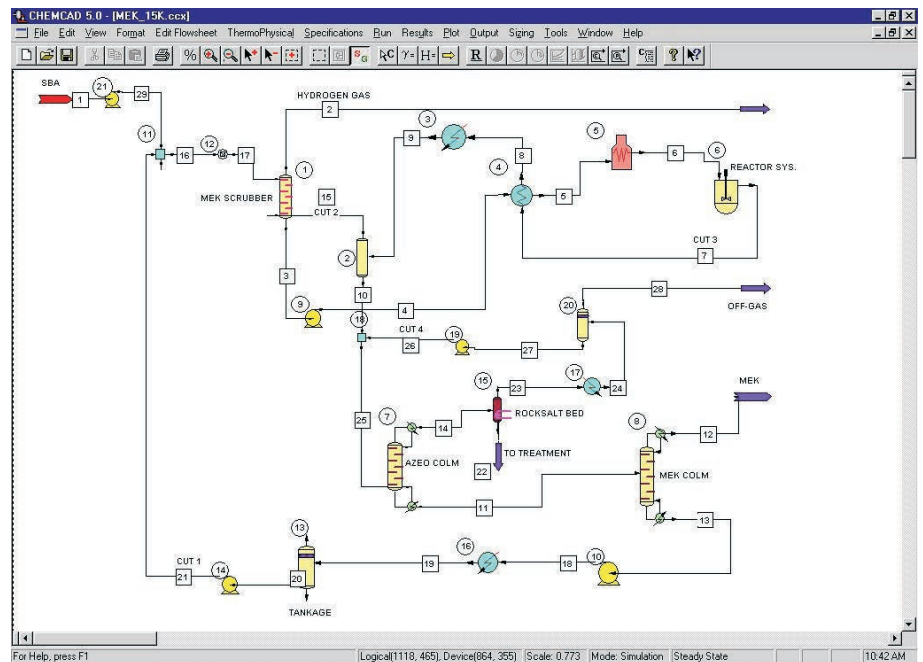 CHEMCAD 5.0 - [MEK_15K.ccx]
File Edit View Format Edit Flowsheet ThermoPhysical Specifications Run Results Plot Output Sizing Tools Window Help
% SG C γ= H= R C ? ?
SBA
1
21
29
HYDROGEN GAS
2
11
16
12
17
1
MEK SCRUBBER
15
CUT 2
9
3
8
4
5
5
6
6
REACTOR SYS.
CUT 3
7
2
10
3
9
4
18
CUT 4
26
19
27
20
28
OFF-GAS
25
7
14
AZEO COLM
15
23
17
24
ROCKSALT BED
TO TREATMENT
22
11
MEK
8
12
MEK COLM
13
CUT 1
21
14
13
20
TANKAGE
19
16
18
10
For Help, press F1 Logical(1118, 465), Device(864, 355) Scale: 0.773 Mode: Simulation Steady State 10:42 AM